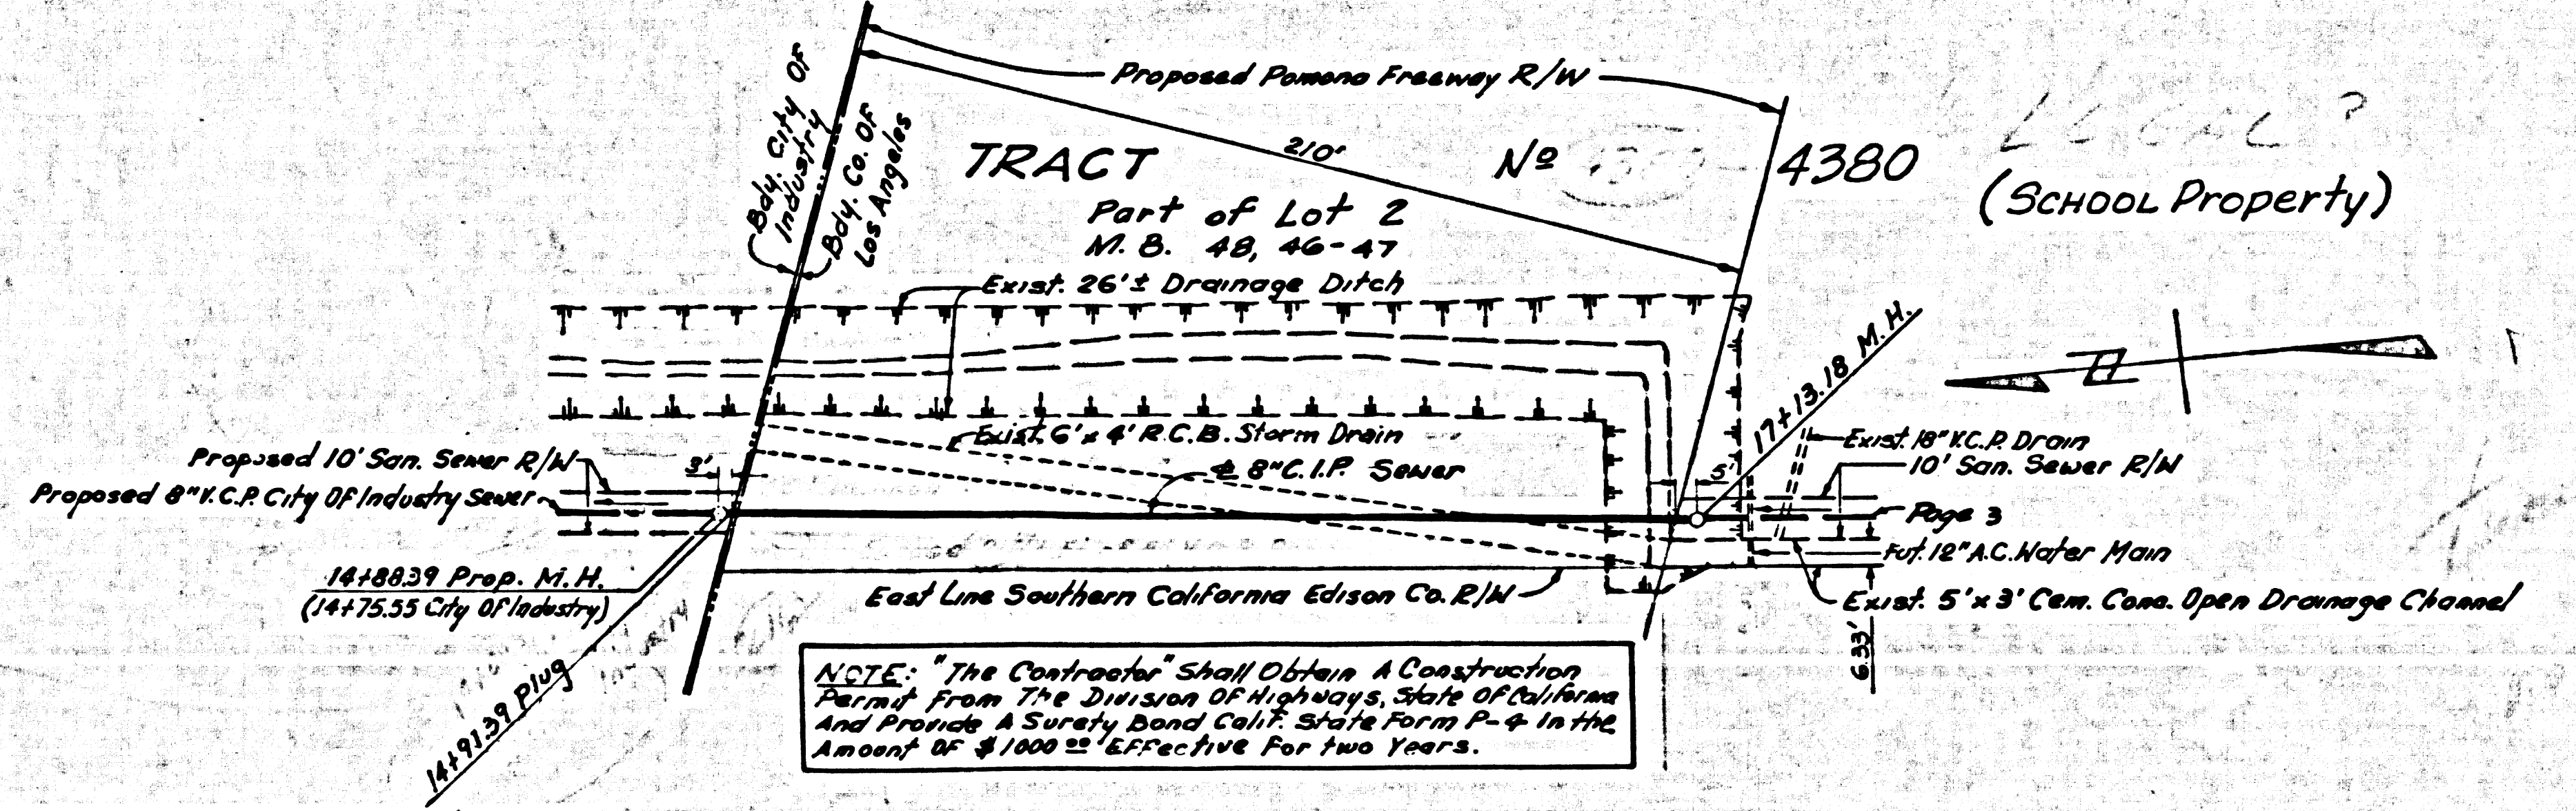 Proposed Pomona Freeway R/W
Bdy. City OF
Industry
Bdy. Co. OF
Los Angeles
TRACT
210'
Nº
4380
LEGAL?
(SCHOOL Property)
Part of Lot 2
M. B. 48, 46-47
Exist. 26'± Drainage Ditch
17+13.18 M.H.
Exist. 6'x 4' R.C.B. Storm Drain
Exist. 18" V.C.P. Drain
Proposed 10' San. Sewer R/W
3'
℄ 8" C.I.P. Sewer
5'
10' San. Sewer R/W
Proposed 8" V.C.P. City OF Industry Sewer
Page 3
Fut. 12" A.C. Water Main
14+88.39 Prop. M.H.
(14+75.55 City OF Industry)
East Line Southern California Edison Co. R/W
Exist. 5'x 3' Cem. Conc. Open Drainage Channel
6.33'
14+91.39 Plug
NOTE: "The Contractor" Shall Obtain A Construction
Permit From The Division OF Highways, State OF California
And Provide A Surety Bond Calif. State Form P-4 In the
Amount OF $1000 00 Effective For two Years.